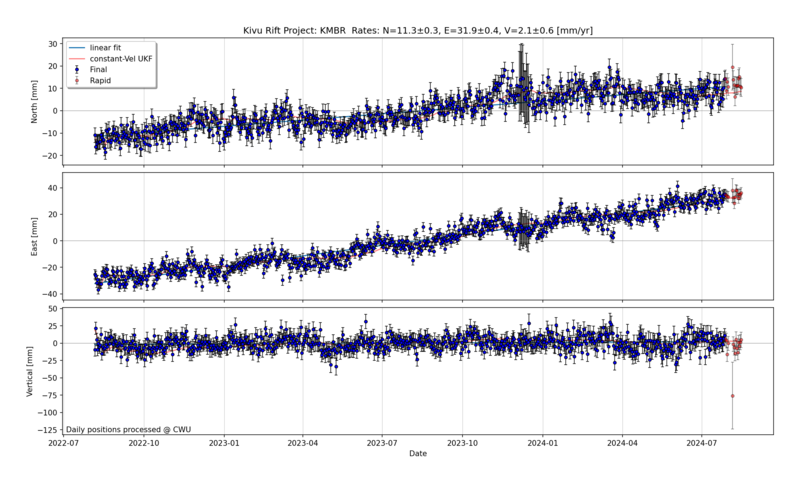 Kivu Rift Project: KMBR Rates: N=11.3±0.3, E=31.9±0.4, V=2.1±0.6 [mm/yr]
linear fit
constant-Vel UKF
Final
Rapid
North [mm]
30
20
10
0
−10
−20
East [mm]
40
20
0
−20
−40
Vertical [mm]
50
25
0
−25
−50
−75
−100
−125
Daily positions processed @ CWU
2022-07
2022-10
2023-01
2023-04
2023-07
2023-10
2024-01
2024-04
2024-07
Date